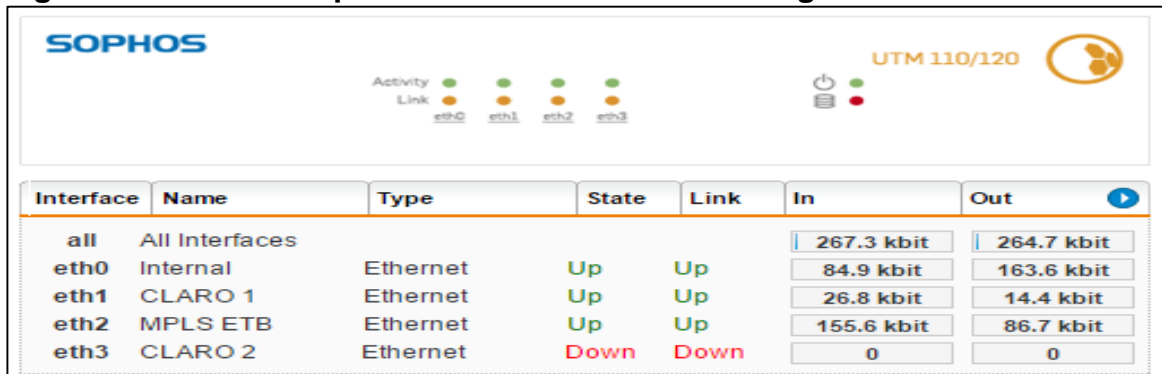 SOPHOS
UTM 110/120
Activity
Link
eth0 eth1 eth2 eth3
Interface Name Type State Link In Out
all All Interfaces 267.3 kbit 264.7 kbit
eth0 Internal Ethernet Up Up 84.9 kbit 163.6 kbit
eth1 CLARO 1 Ethernet Up Up 26.8 kbit 14.4 kbit
eth2 MPLS ETB Ethernet Up Up 155.6 kbit 86.7 kbit
eth3 CLARO 2 Ethernet Down Down 0 0